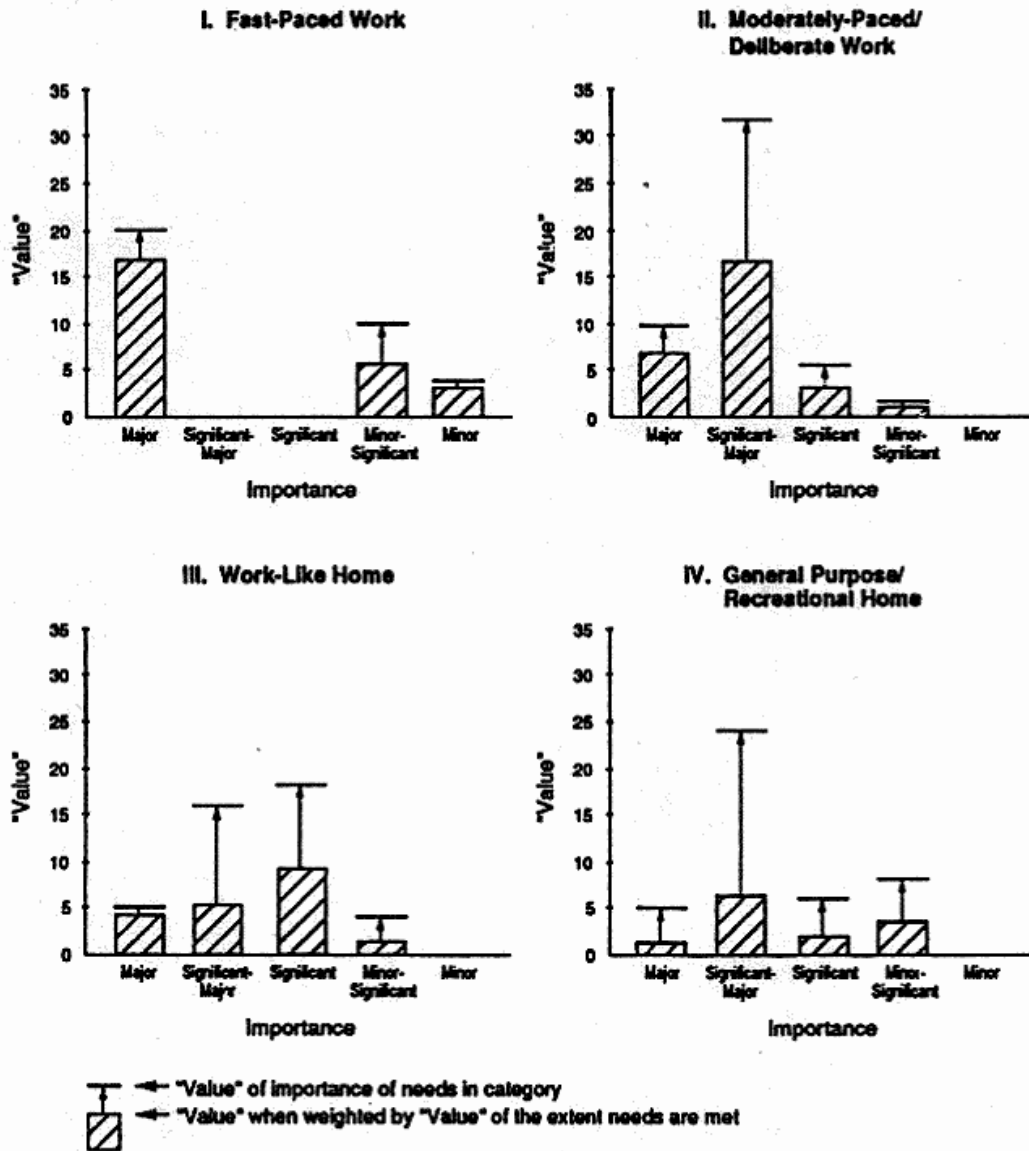 I. Fast-Paced Work
35
30
25
20
15
10
5
0
"Value"
Major
Significant-
Major
Significant
Minor-
Significant
Minor
Importance
II. Moderately-Paced/
Deliberate Work
35
30
25
20
15
10
5
0
"Value"
Major
Significant-
Major
Significant
Minor-
Significant
Minor
Importance
III. Work-Like Home
35
30
25
20
15
10
5
0
"Value"
Major
Significant-
Major
Significant
Minor-
Significant
Minor
Importance
IV. General Purpose/
Recreational Home
35
30
25
20
15
10
5
0
"Value"
Major
Significant-
Major
Significant
Minor-
Significant
Minor
Importance
"Value" of importance of needs in category
"Value" when weighted by "Value" of the extent needs are met